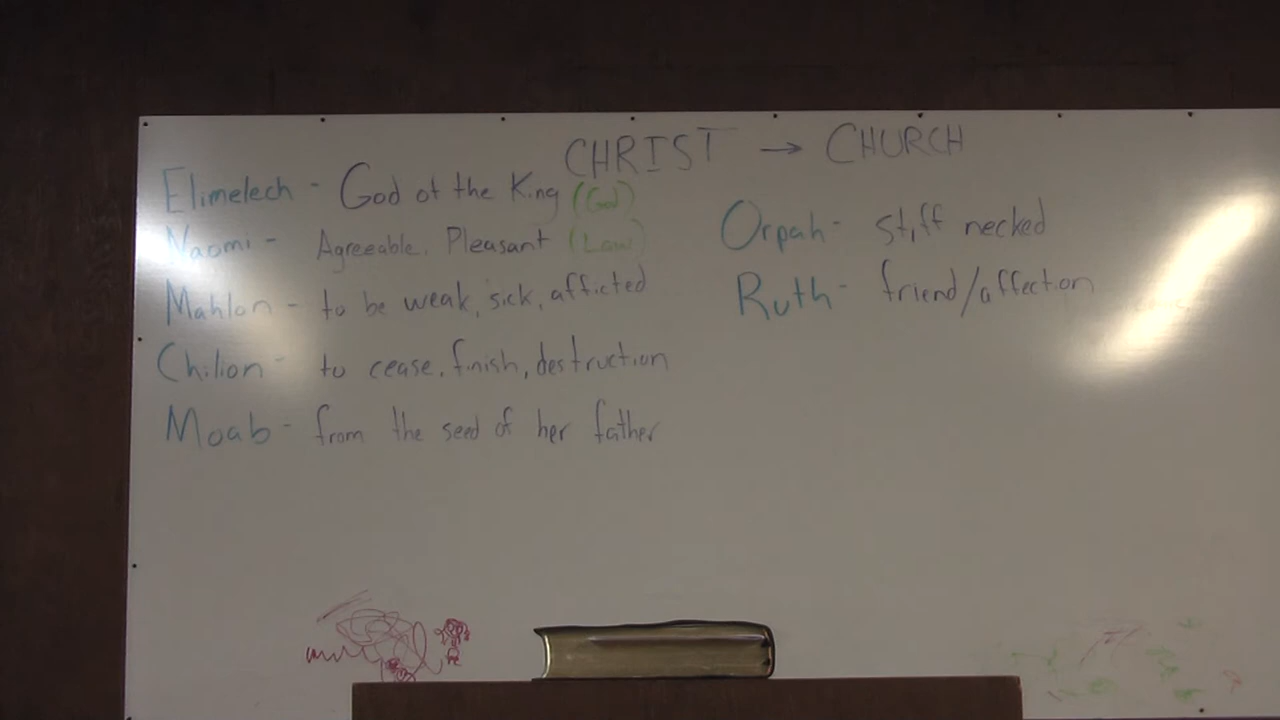 CHRIST → CHURCH
Elimelech - God of the King (God)
Naomi - Agreeable, Pleasant (Law)
Mahlon - to be weak, sick, afficted
Chilion - to cease, finish, destruction
Moab - from the seed of her father
Orpah - stiff necked
Ruth - friend/affection